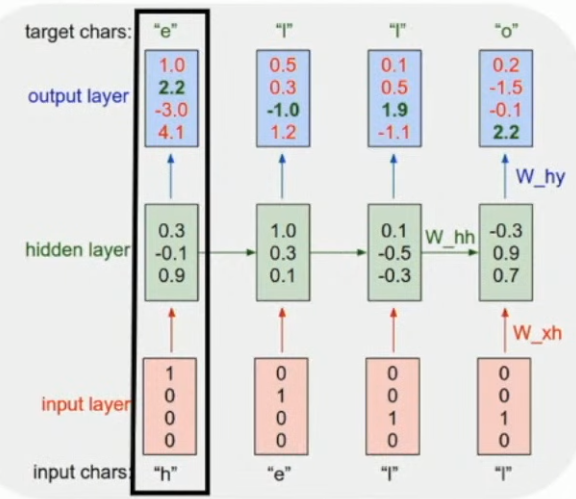 target chars: "e" "l" "l" "o"
1.0 0.5 0.1 0.2
output layer 2.2 0.3 0.5 -1.5
-3.0 -1.0 1.9 -0.1
4.1 1.2 -1.1 2.2
W_hy
0.3 1.0 0.1 W_hh -0.3
hidden layer -0.1 0.3 -0.5 0.9
0.9 0.1 -0.3 0.7
W_xh
1 0 0 0
input layer 0 1 0 0
0 0 1 1
0 0 0 0
input chars: "h" "e" "l" "l"